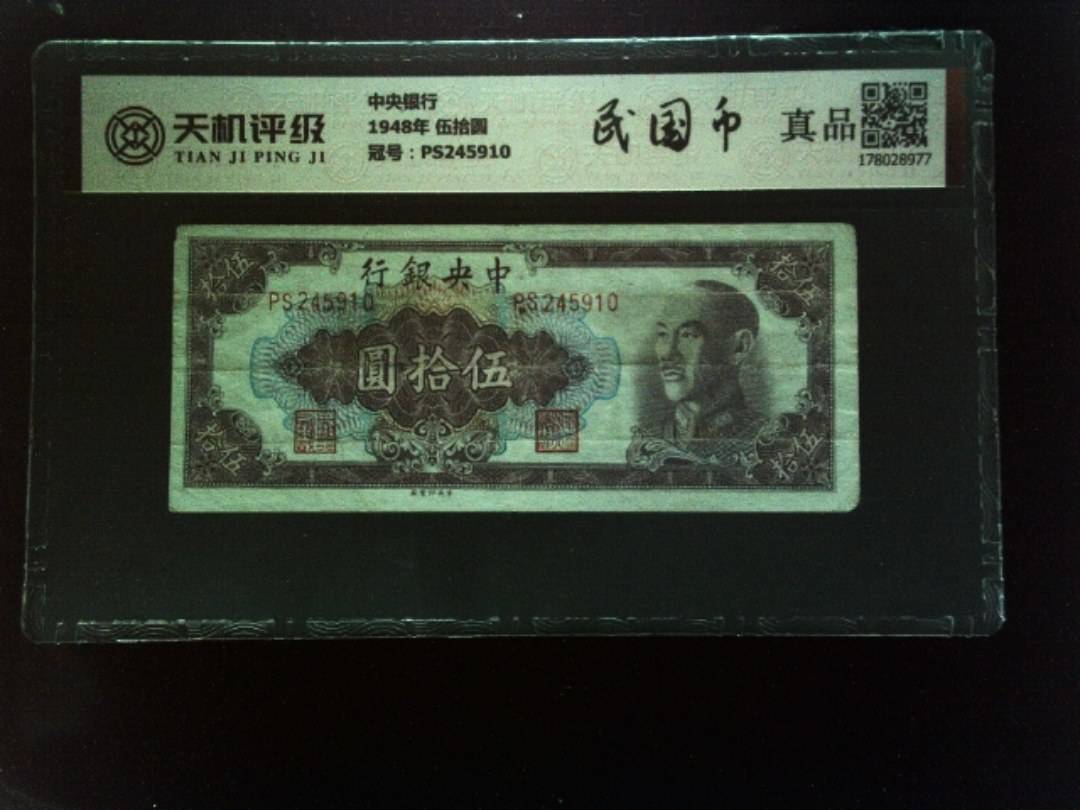 天机评级
TIAN JI PING JI
中央银行
1948年 伍拾圆
冠号：PS245910
民国币
真品
178028977
行銀央中
PS245910
PS245910
圓拾伍
拾伍
拾伍
拾伍